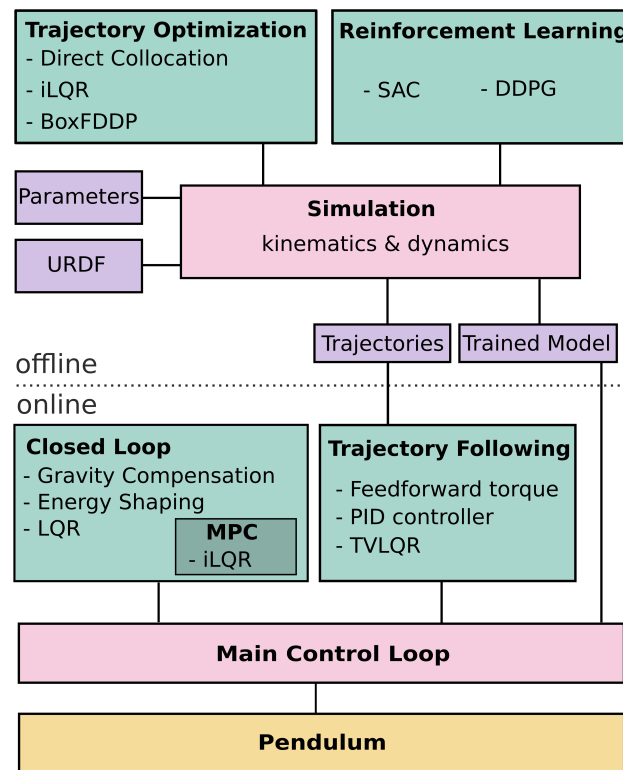 Trajectory Optimization
- Direct Collocation
- iLQR
- BoxFDDP
Reinforcement Learning
- SAC - DDPG
Parameters
URDF
Simulation
kinematics & dynamics
Trajectories
Trained Model
offline
online
Closed Loop
- Gravity Compensation
- Energy Shaping
- LQR
MPC
- iLQR
Trajectory Following
- Feedforward torque
- PID controller
- TVLQR
Main Control Loop
Pendulum